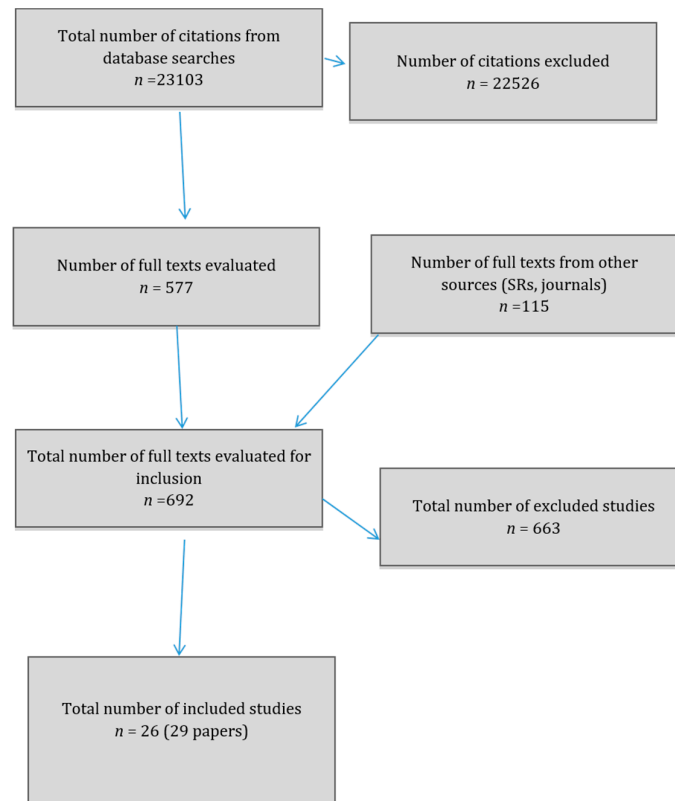 Total number of citations from
database searches
n =23103
Number of citations excluded
n = 22526
Number of full texts evaluated
n = 577
Number of full texts from other
sources (SRs, journals)
n =115
Total number of full texts evaluated for
inclusion
n =692
Total number of excluded studies
n = 663
Total number of included studies
n = 26 (29 papers)